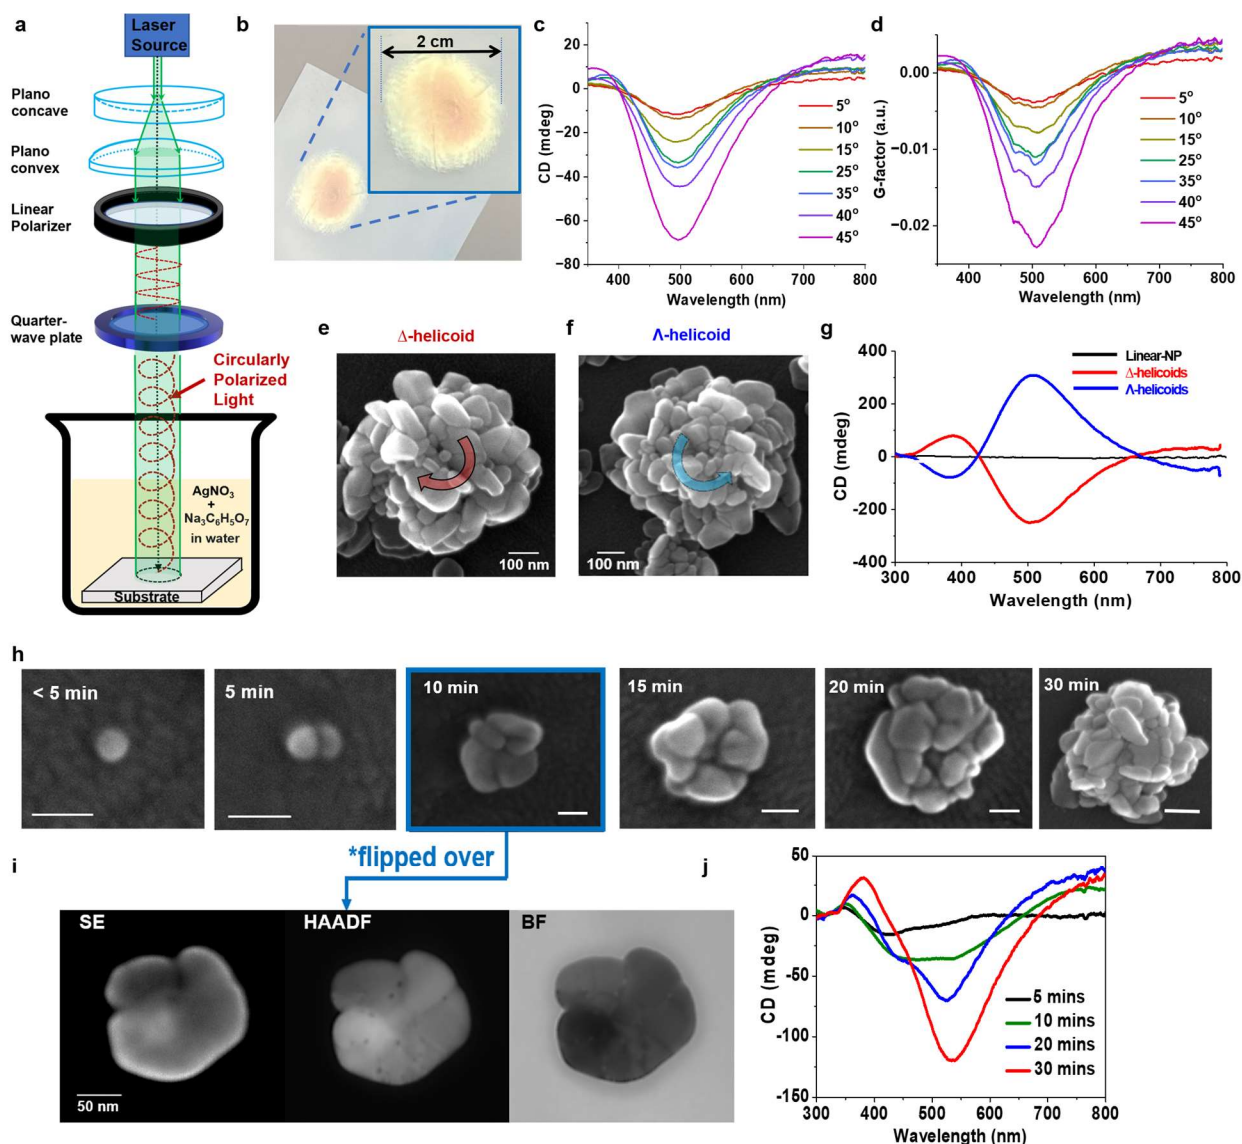 a
Laser
Source
Plano
concave
Plano
convex
Linear
Polarizer
Quarter-
wave plate
Circularly
Polarized
Light
AgNO₃
+
Na₃C₆H₅O₇
in water
Substrate
b
2 cm
c
CD (mdeg)
20
0
−20
−40
−60
−80
400
500
600
700
800
Wavelength (nm)
5°
10°
15°
25°
35°
40°
45°
d
G-factor (a.u.)
0.00
−0.01
−0.02
400
500
600
700
800
Wavelength (nm)
5°
10°
15°
25°
35°
40°
45°
e
Δ-helicoid
100 nm
f
Λ-helicoid
100 nm
g
CD (mdeg)
400
200
0
-200
-400
300
400
500
600
700
800
Wavelength (nm)
Linear-NP
Δ-helicoids
Λ-helicoids
h
< 5 min
5 min
10 min
15 min
20 min
30 min
*flipped over
i
SE
HAADF
BF
50 nm
j
CD (mdeg)
50
0
-50
-100
-150
300
400
500
600
700
800
Wavelength (nm)
5 mins
10 mins
20 mins
30 mins